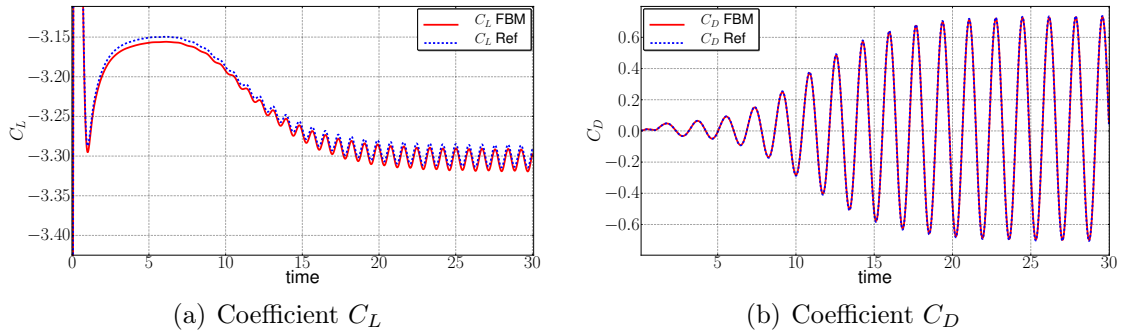 C_L FBM
C_L Ref
−3.15
−3.20
−3.25
−3.30
−3.35
−3.40
C_L
0 5 10 15 20 25 30
time
(a) Coefficient C_L
C_D FBM
C_D Ref
0.6
0.4
0.2
0.0
−0.2
−0.4
−0.6
C_D
5 10 15 20 25 30
time
(b) Coefficient C_D